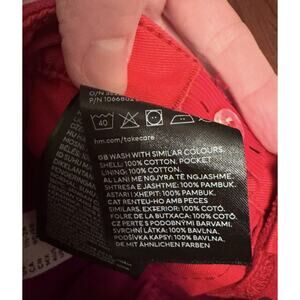 40
hm.com/takecare
GB WASH WITH SIMILAR COLOURS.
SHELL: 100% COTTON. POCKET
LINING: 100% COTTON.
AL LANI ME NGJYRA TË NGJASHME.
SHTRESA E JASHTME: 100% PAMBUK.
ASTARI I XHEPIT: 100% PAMBUK.
CAT RENTEU-HO AMB PECES
SIMILARS. EXTERIOR: 100% COTÓ.
FOLRE DE LA BUTXACA: 100% COTÓ.
CZ PERTE S PODOBNÝMI BARVAMI.
SVRCHNÍ LÁTKA: 100% BAVLNA.
PODŠÍVKA KAPSY: 100% BAVLNA.
DE MIT ÄHNLICHEN FARBEN